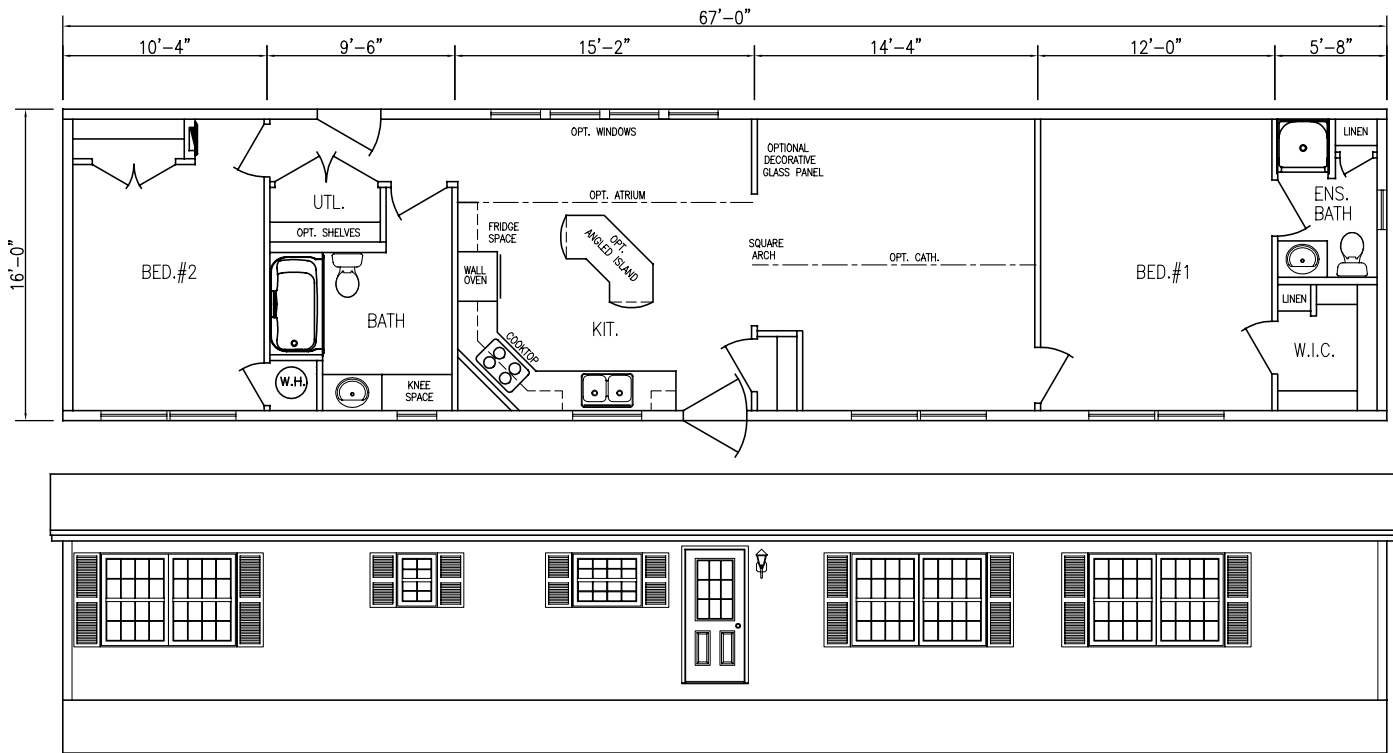 67'-0"
10'-4"
9'-6"
15'-2"
14'-4"
12'-0"
5'-8"
16'-0"
OPT. WINDOWS
OPTIONAL
DECORATIVE
GLASS PANEL
LINEN
UTL.
OPT. ATRIUM
ENS.
BATH
OPT. SHELVES
FRIDGE
SPACE
OPT.
ANGLED ISLAND
SQUARE
ARCH
OPT. CATH.
BED.#2
WALL
OVEN
BED.#1
LINEN
BATH
KIT.
COOKTOP
W.I.C.
W.H.
KNEE
SPACE